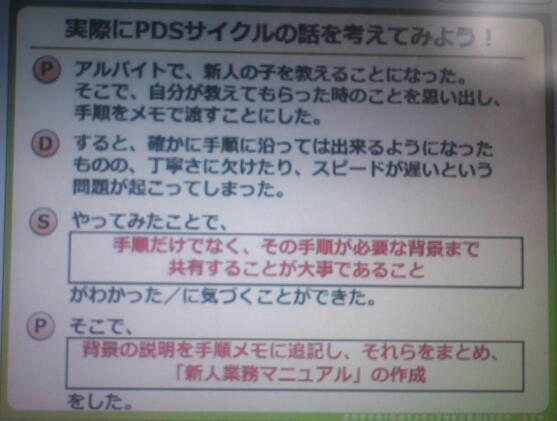 実際にPDSサイクルの話を考えてみよう！
P アルバイトで、新人の子を教えることになった。
そこで、自分が教えてもらった時のことを思い出し、
手順をメモで渡すことにした。
D すると、確かに手順に沿っては出来るようになった
ものの、丁寧さに欠けたり、スピードが遅いという
問題が起こってしまった。
S やってみたことで、
手順だけでなく、その手順が必要な背景まで
共有することが大事であること
がわかった／に気づくことができた。
P そこで、
背景の説明を手順メモに追記し、それらをまとめ、
「新人業務マニュアル」の作成
をした。